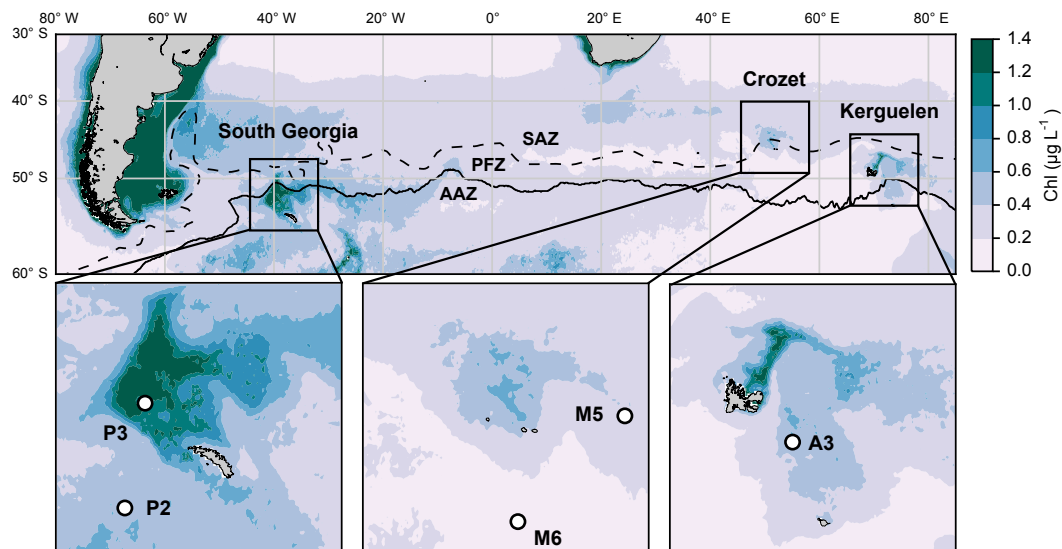 80° W 60° W 40° W 20° W 0° 20° E 40° E 60° E 80° E
30° S
40° S
50° S
60° S
South Georgia
Crozet
Kerguelen
SAZ
PFZ
AAZ
1.4
1.2
1.0
0.8
0.6
0.4
0.2
0.0
Chl (µg L⁻¹)
P3
P2
M5
M6
A3